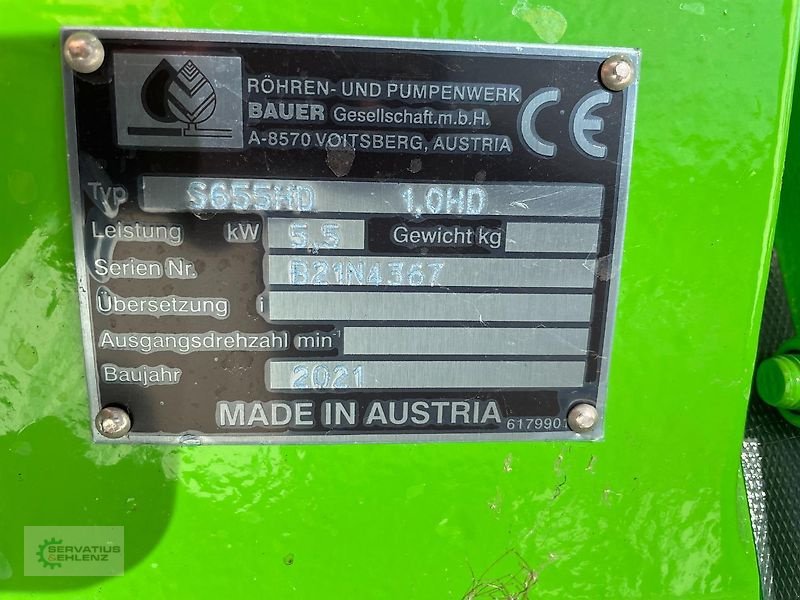 RÖHREN- UND PUMPENWERK
BAUER Gesellschaft.m.b.H.
A-8570 VOITSBERG, AUSTRIA
CE
Typ S655HD 1,0HD
Leistung kW 5,5 Gewicht kg
Serien Nr. B21N4367
Übersetzung i
Ausgangsdrehzahl min⁻¹
Baujahr 2021
MADE IN AUSTRIA
SERVATIUS
&EHLENZ